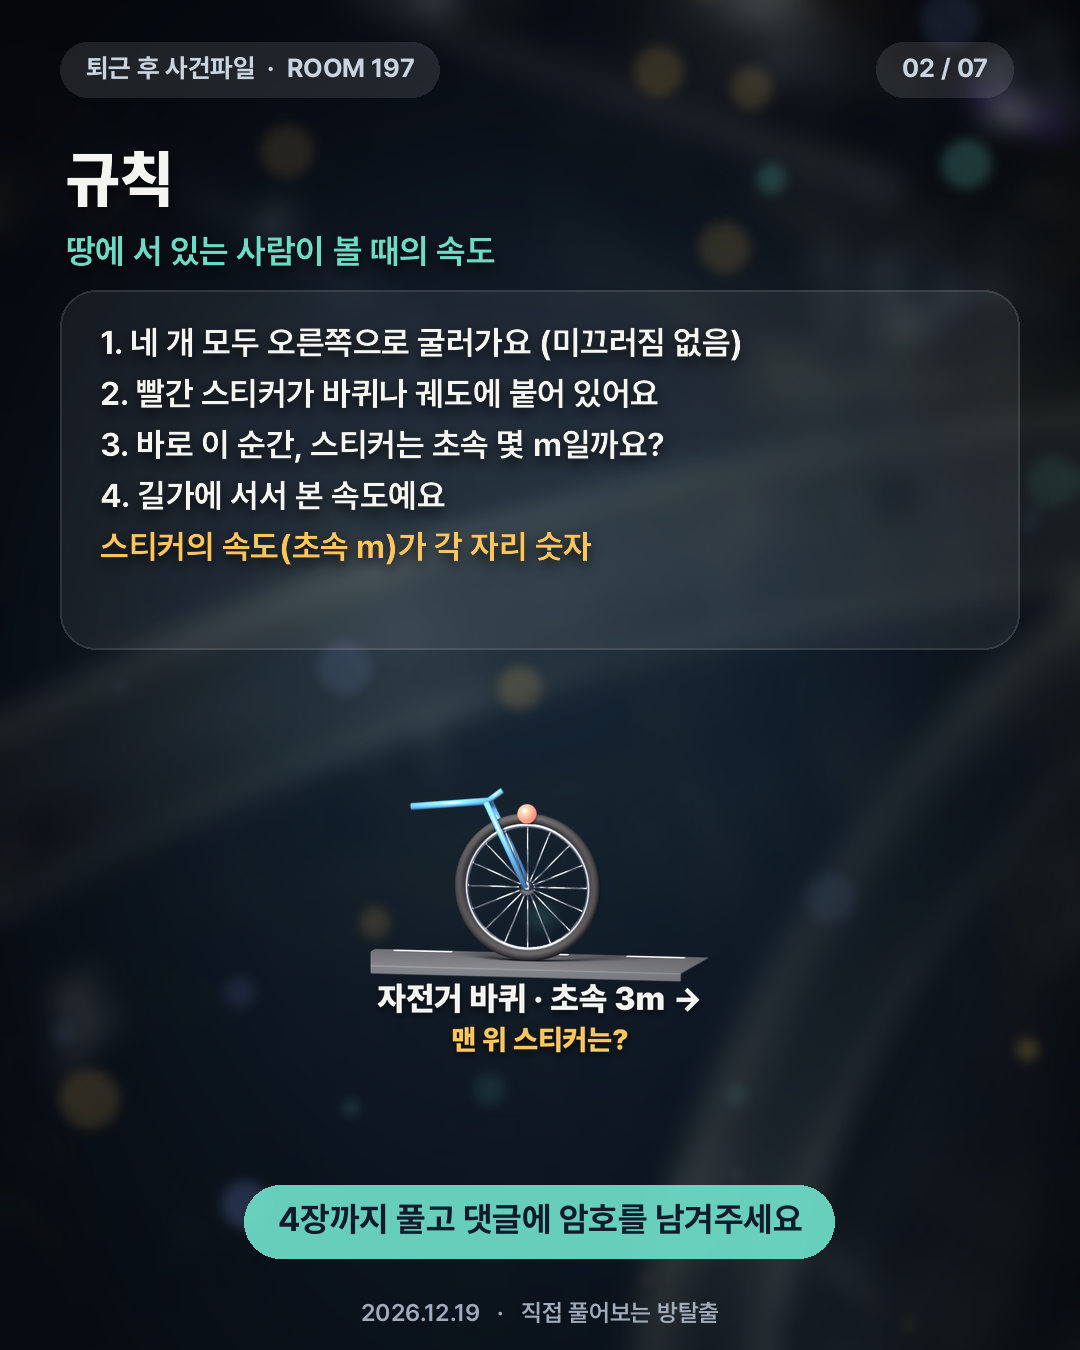 퇴근 후 사건파일 · ROOM 197
02 / 07
규칙
땅에 서 있는 사람이 볼 때의 속도
1. 네 개 모두 오른쪽으로 굴러가요 (미끄러짐 없음)
2. 빨간 스티커가 바퀴나 궤도에 붙어 있어요
3. 바로 이 순간, 스티커는 초속 몇 m일까요?
4. 길가에 서서 본 속도예요
스티커의 속도(초속 m)가 각 자리 숫자
자전거 바퀴 · 초속 3m →
맨 위 스티커는?
4장까지 풀고 댓글에 암호를 남겨주세요
2026.12.19 · 직접 풀어보는 방탈출